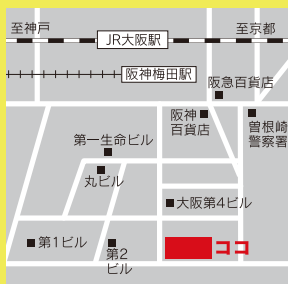 至神戸
至京都
JR大阪駅
阪神梅田駅
阪急百貨店
阪神
百貨店
曽根崎
警察署
第一生命ビル
丸ビル
大阪第4ビル
第1ビル
第2
ビル
ココ